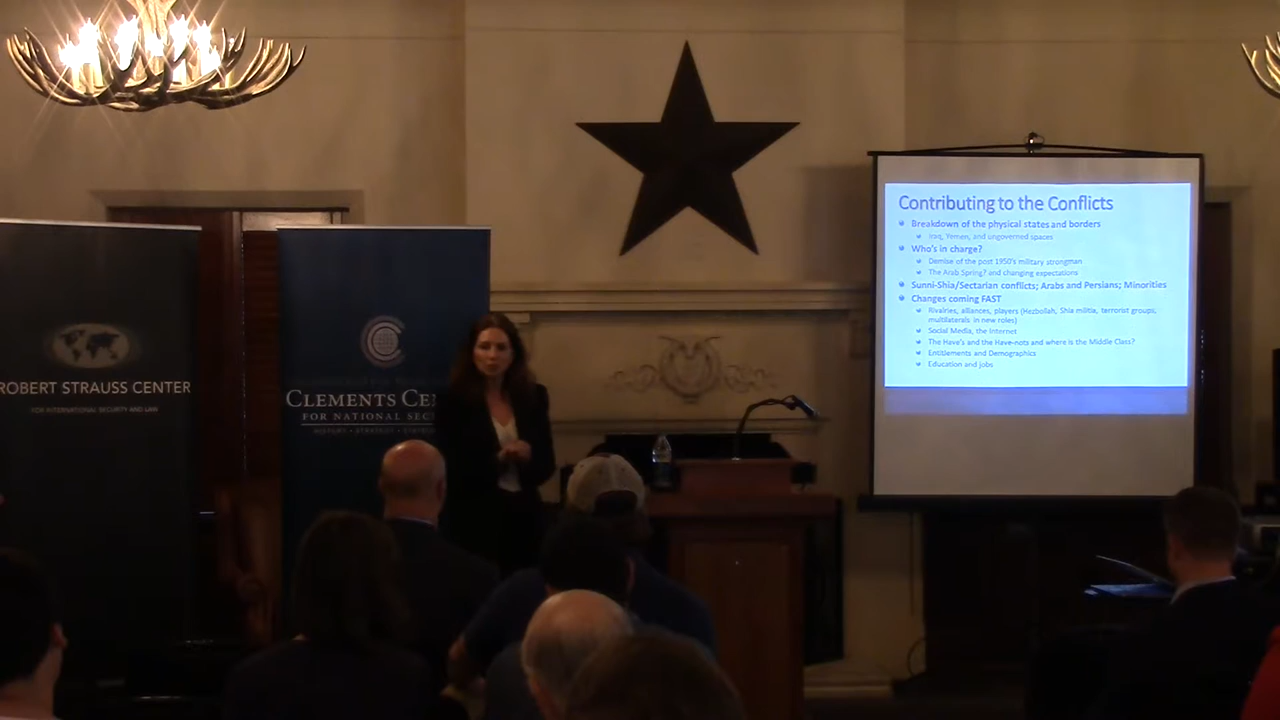 ROBERT STRAUSS CENTER
FOR INTERNATIONAL SECURITY AND LAW
CLEMENTS CEN
FOR NATIONAL SEC
HISTORY • STRATEGY •
Contributing to the Conflicts
Breakdown of the physical states and borders
Iraq, Yemen, and ungoverned spaces
Who's in charge?
Demise of the post 1950's military strongman
The Arab Spring? and changing expectations
Sunni-Shia/Sectarian conflicts; Arabs and Persians; Minorities
Changes coming FAST
Rivalries, alliances, players (Hezbollah, Shia militia, terrorist groups,
multilaterals in new roles)
Social Media, the Internet
The Have's and the Have-nots and where is the Middle Class?
Entitlements and Demographics
Education and jobs